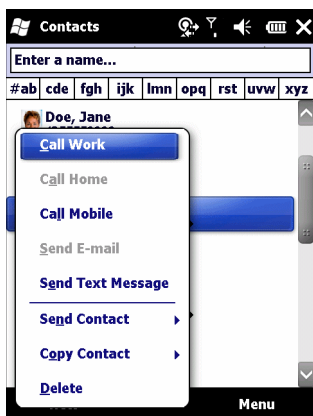 Contacts
Enter a name...
#ab cde fgh ijk lmn opq rst uvw xyz
Doe, Jane
Call Work
Call Home
Call Mobile
Send E-mail
Send Text Message
Send Contact
Copy Contact
Delete
Menu